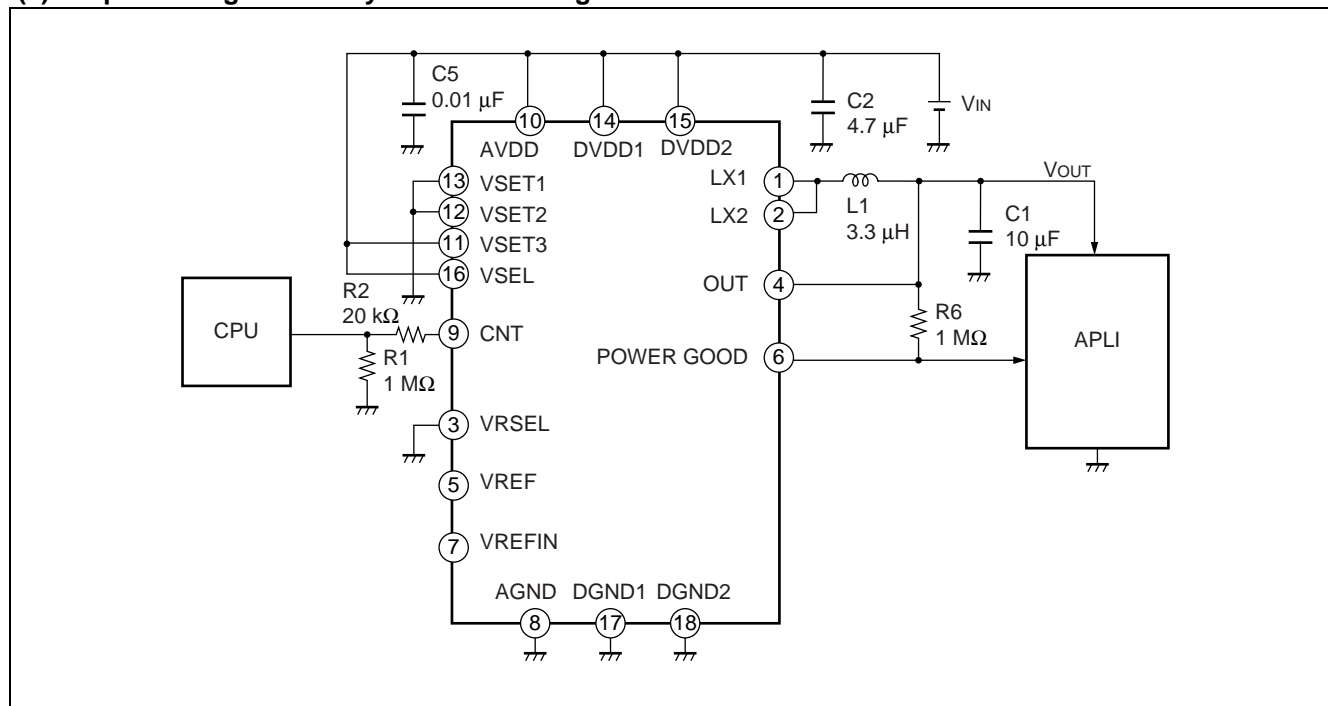 C5
0.01 μF
C2
4.7 μF
VIN
10
14
15
AVDD
DVDD1
DVDD2
13
VSET1
12
VSET2
11
VSET3
16
VSEL
LX1
1
LX2
2
L1
3.3 μH
VOUT
C1
10 μF
OUT
4
R2
20 kΩ
CPU
9
CNT
R1
1 MΩ
R6
1 MΩ
APLI
POWER GOOD
6
3
VRSEL
5
VREF
7
VREFIN
AGND
DGND1
DGND2
8
17
18